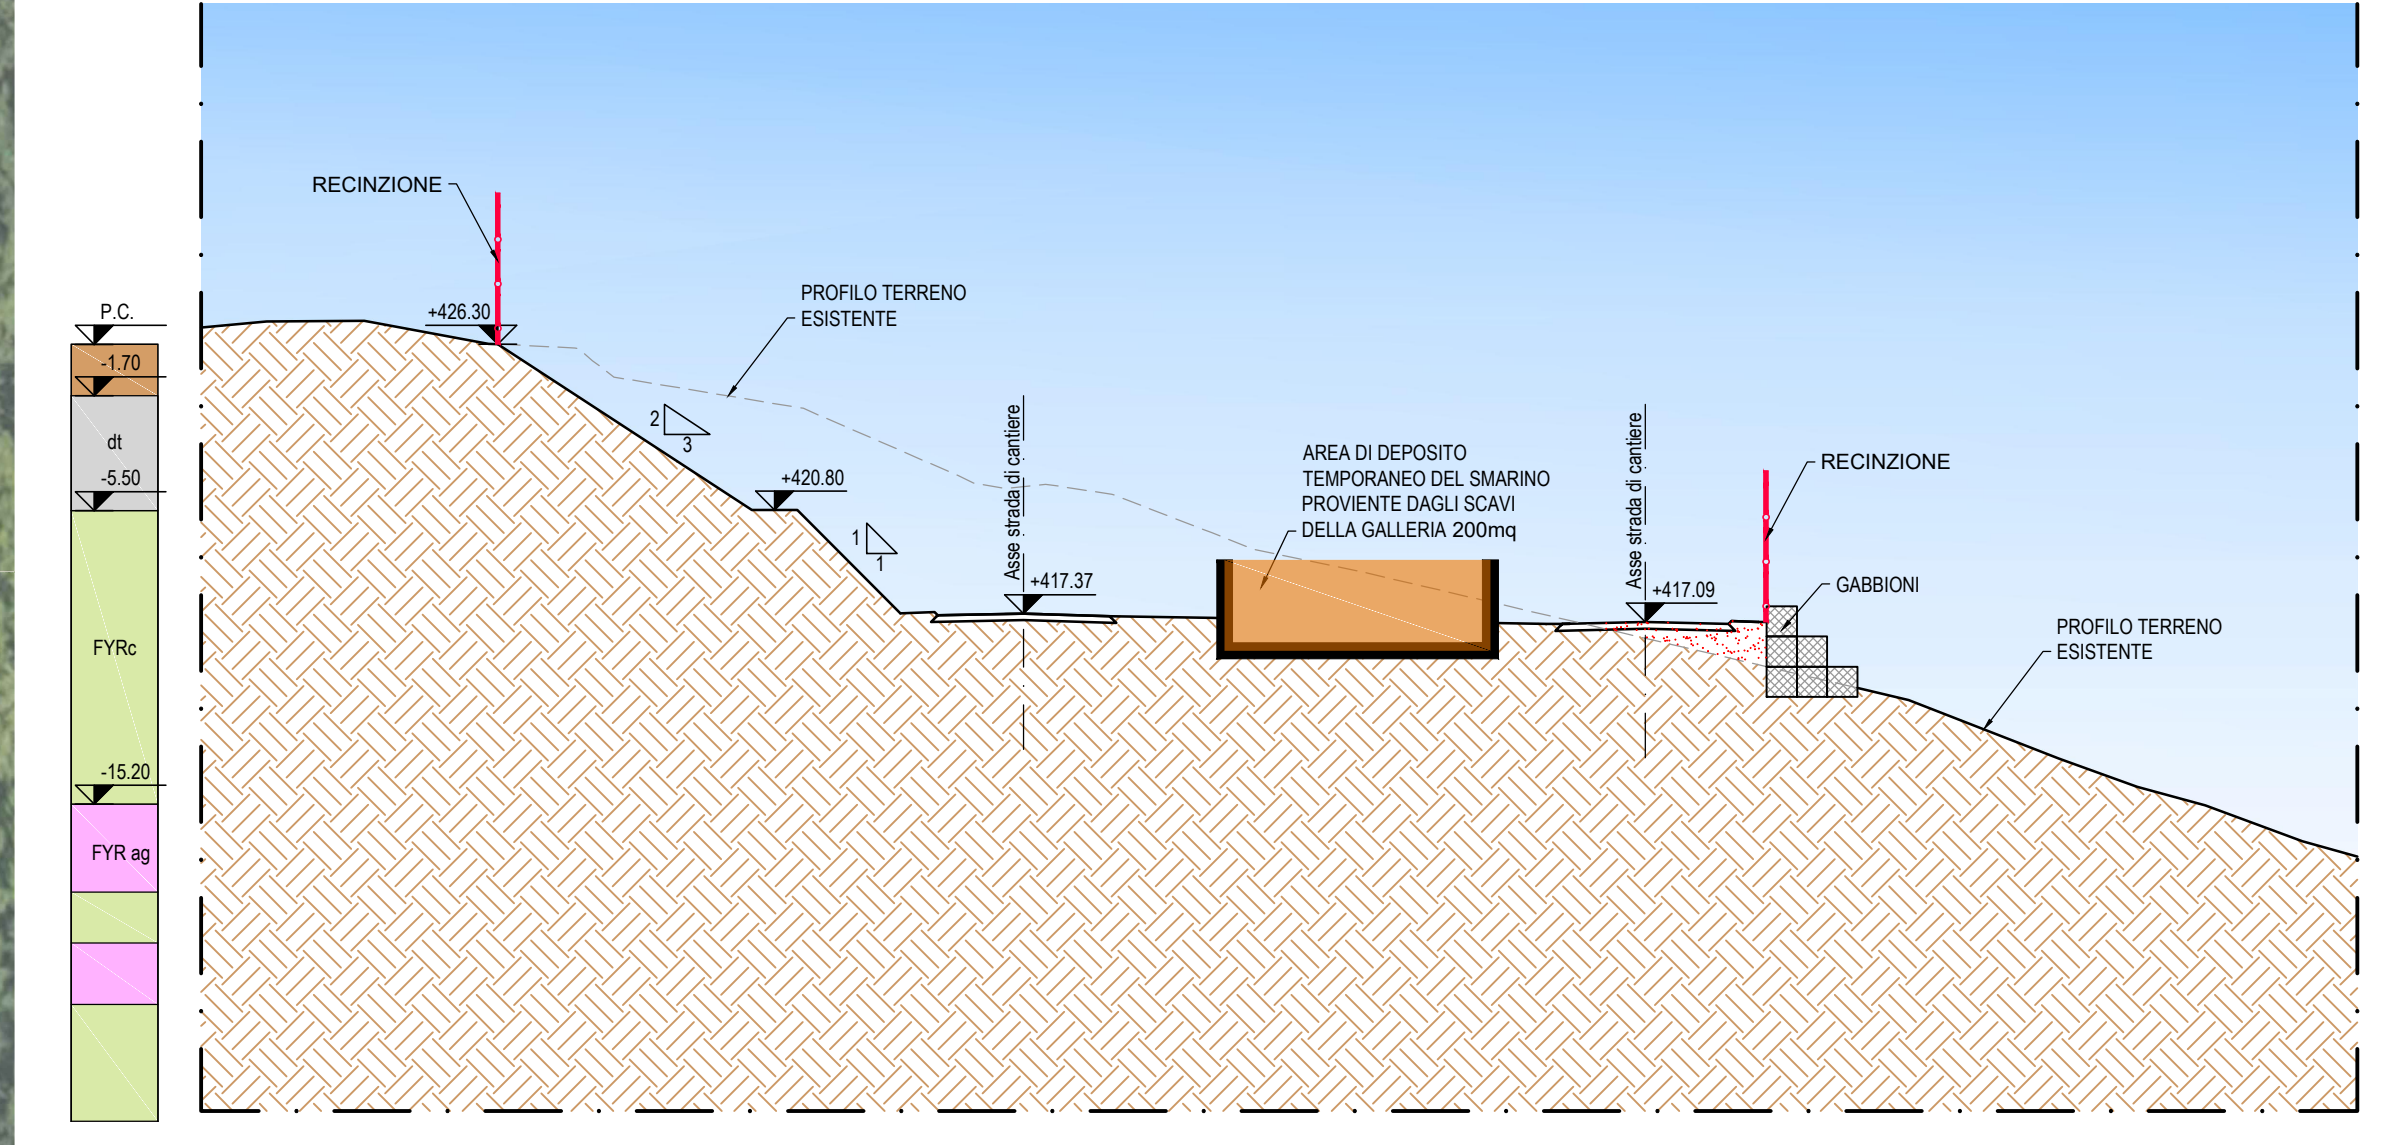 RECINZIONE
P.C.
+426.30
PROFILO TERRENO
ESISTENTE
-1.70
2
3
dt
-5.50
+420.80
Asse strada di cantiere
AREA DI DEPOSITO
TEMPORANEO DEL SMARINO
PROVIENTE DAGLI SCAVI
DELLA GALLERIA 200mq
Asse strada di cantiere
RECINZIONE
1
1
+417.37
+417.09
GABBIONI
FYRc
PROFILO TERRENO
ESISTENTE
-15.20
FYR ag